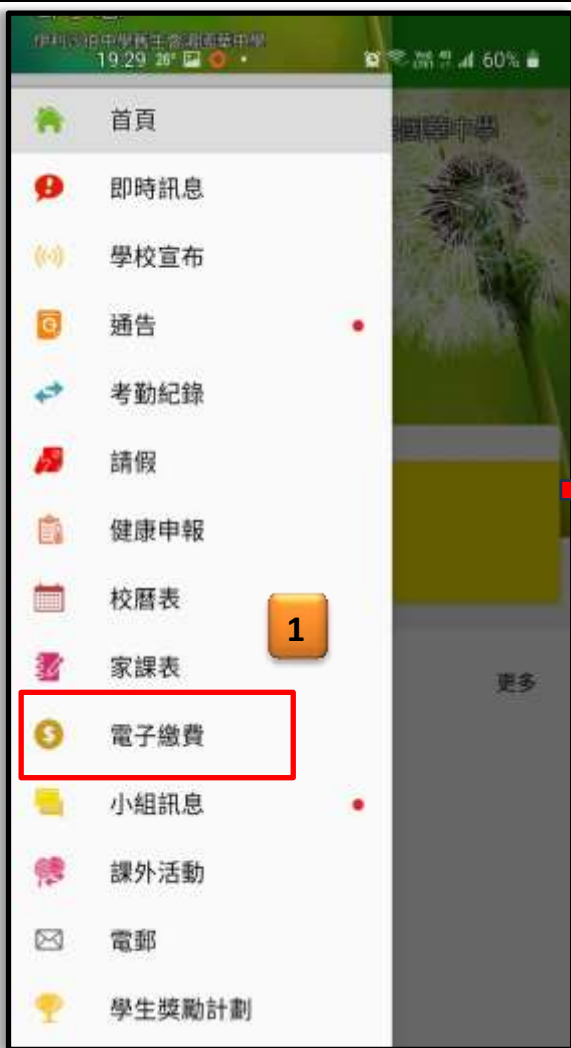 19:29 26° 60%
首頁
即時訊息
學校宣布
通告
考勤紀錄
請假
健康申報
校曆表
1
家課表
更多
電子繳費
小組訊息
課外活動
電郵
學生獎勵計劃